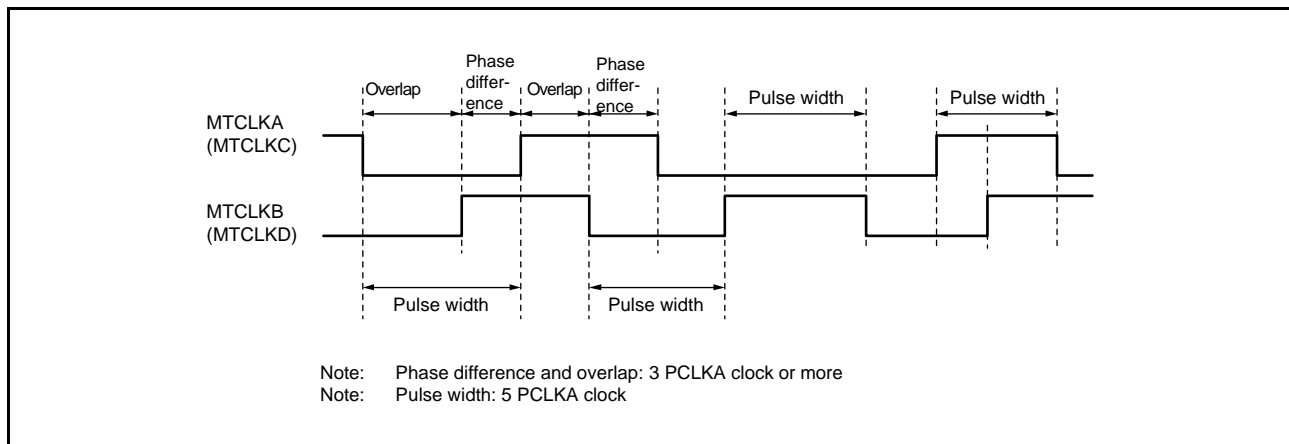 Overlap
Phase
differ-
ence
Overlap
Phase
differ-
ence
Pulse width
Pulse width
MTCLKA
(MTCLKC)
MTCLKB
(MTCLKD)
Pulse width
Pulse width
Note: Phase difference and overlap: 3 PCLKA clock or more
Note: Pulse width: 5 PCLKA clock